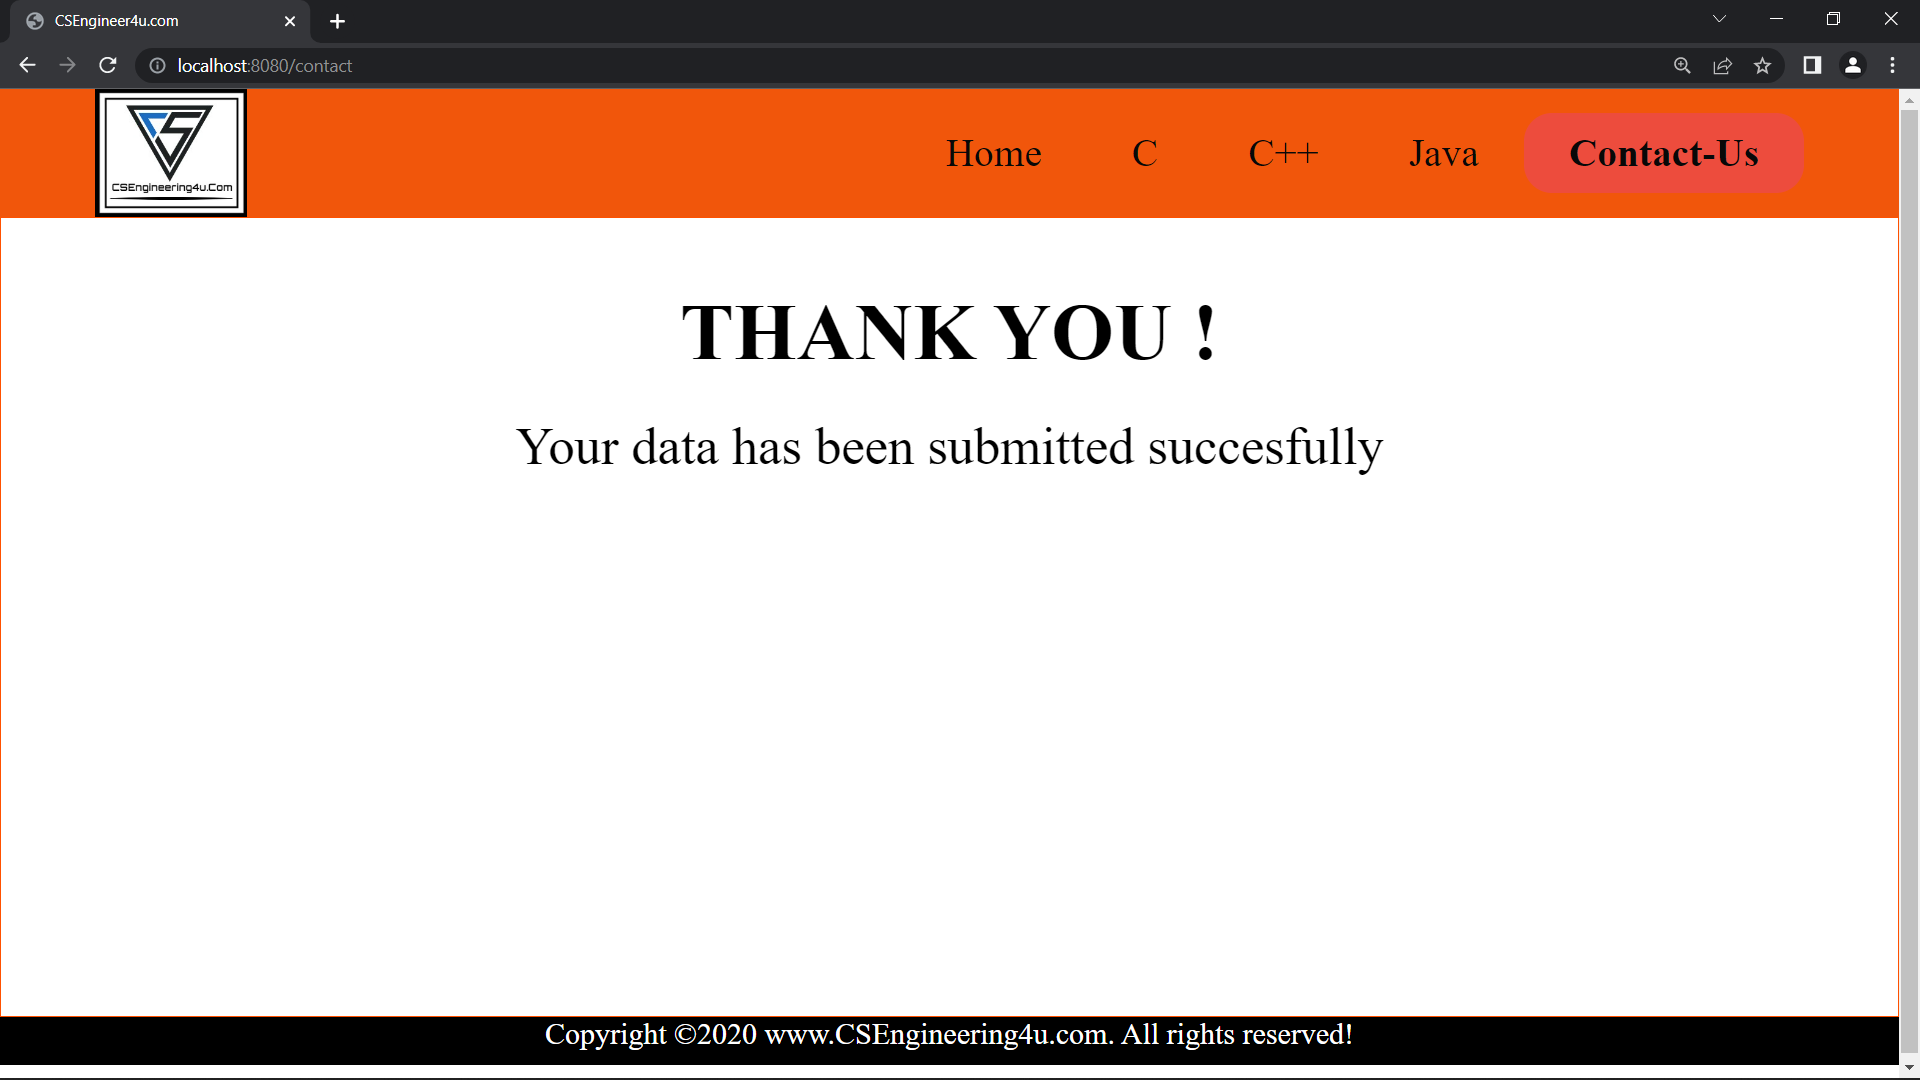 CSEngineer4u.com
localhost:8080/contact
CS
CSEngineering4u.Com
Home C C++ Java Contact-Us
THANK YOU !
Your data has been submitted succesfully
Copyright ©2020 www.CSEngineering4u.com. All rights reserved!